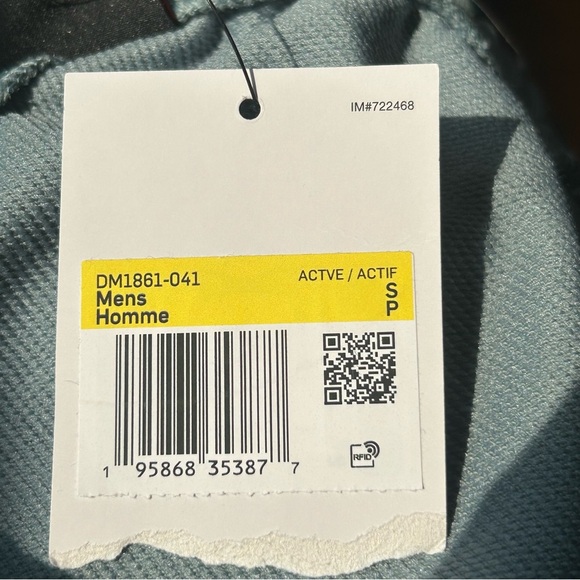 IM#722468
DM1861-041 ACTVE / ACTIF
Mens S
Homme P
1 95868 35387 7
RFID